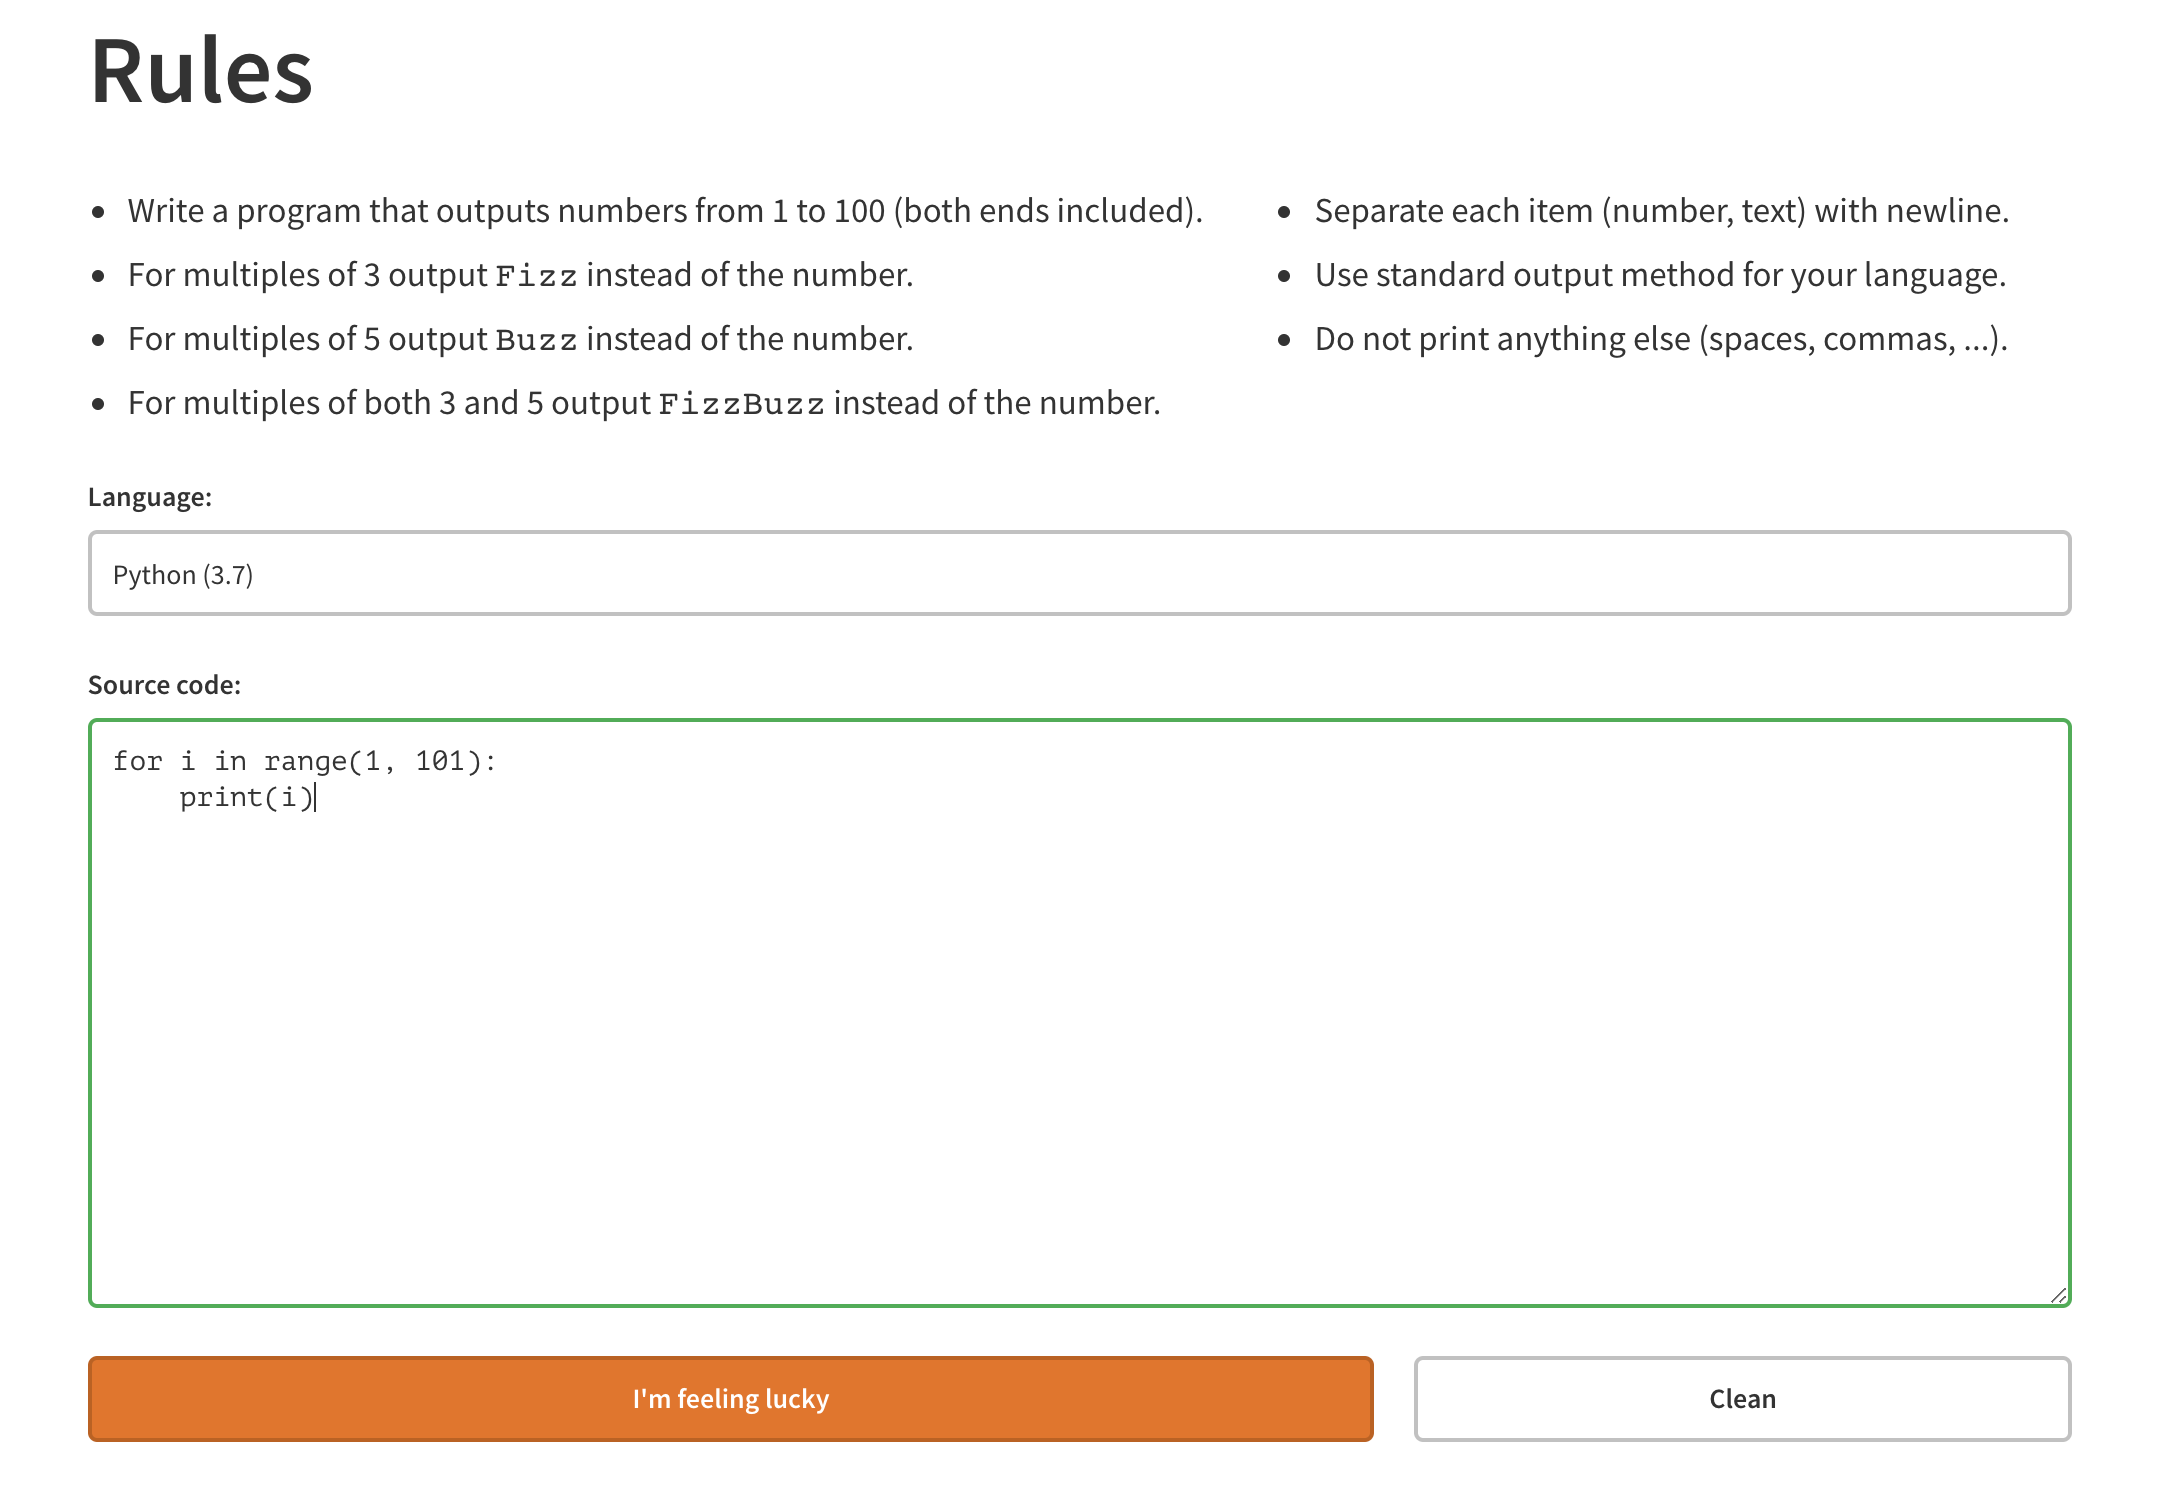 Rules
Write a program that outputs numbers from 1 to 100 (both ends included).
For multiples of 3 output Fizz instead of the number.
For multiples of 5 output Buzz instead of the number.
For multiples of both 3 and 5 output FizzBuzz instead of the number.
Separate each item (number, text) with newline.
Use standard output method for your language.
Do not print anything else (spaces, commas, ...).
Language:
Python (3.7)
Source code:
for i in range(1, 101):
    print(i)
I'm feeling lucky
Clean